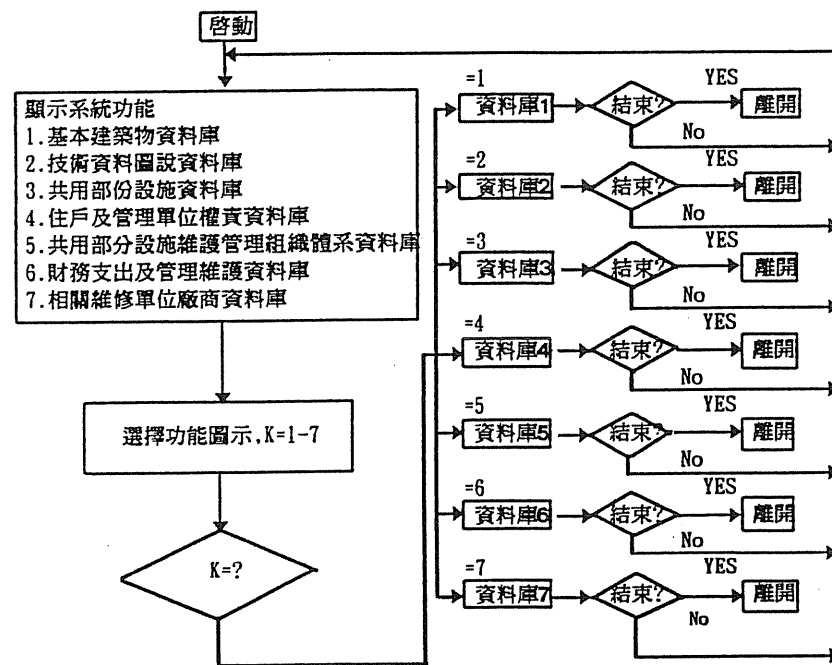 啓動
顯示系統功能
1.基本建築物資料庫
2.技術資料圖說資料庫
3.共用部份設施資料庫
4.住戶及管理單位權責資料庫
5.共用部分設施維護管理組織體系資料庫
6.財務支出及管理維護資料庫
7.相關維修單位廠商資料庫
選擇功能圖示,K=1-7
K=?
=1
資料庫1
結束?
YES
離開
No
=2
資料庫2
結束?
YES
離開
No
=3
資料庫3
結束?
YES
離開
No
=4
資料庫4
結束?
YES
離開
No
=5
資料庫5
結束?
YES
離開
No
=6
資料庫6
結束?
YES
離開
No
=7
資料庫7
結束?
YES
離開
No